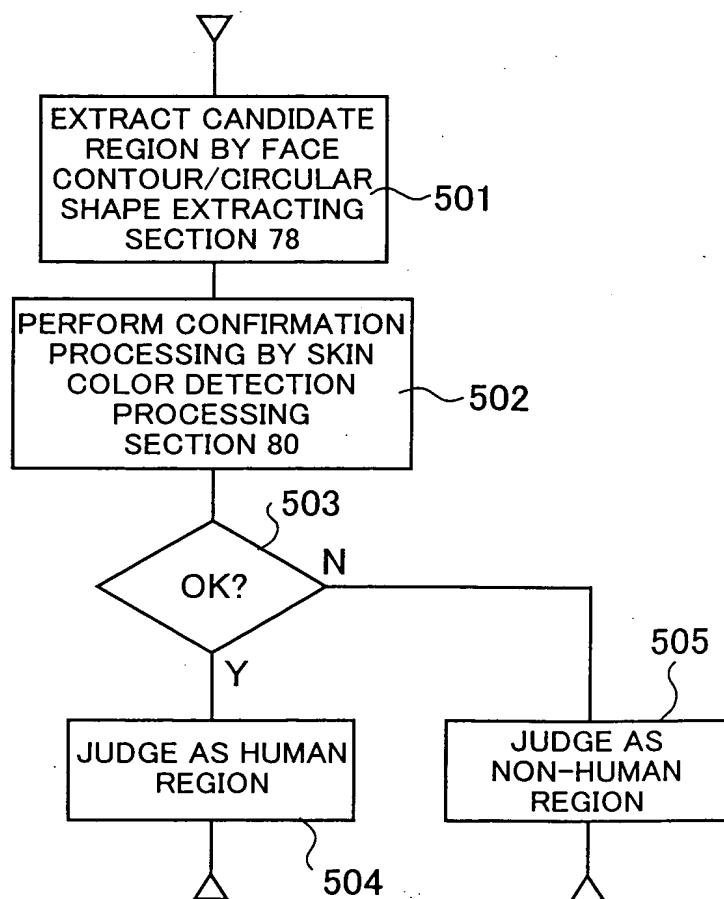 EXTRACT CANDIDATE
REGION BY FACE
CONTOUR/CIRCULAR
SHAPE EXTRACTING
SECTION 78
501
PERFORM CONFIRMATION
PROCESSING BY SKIN
COLOR DETECTION
PROCESSING
SECTION 80
502
503
OK?
N
Y
JUDGE AS HUMAN
REGION
504
505
JUDGE AS
NON-HUMAN
REGION